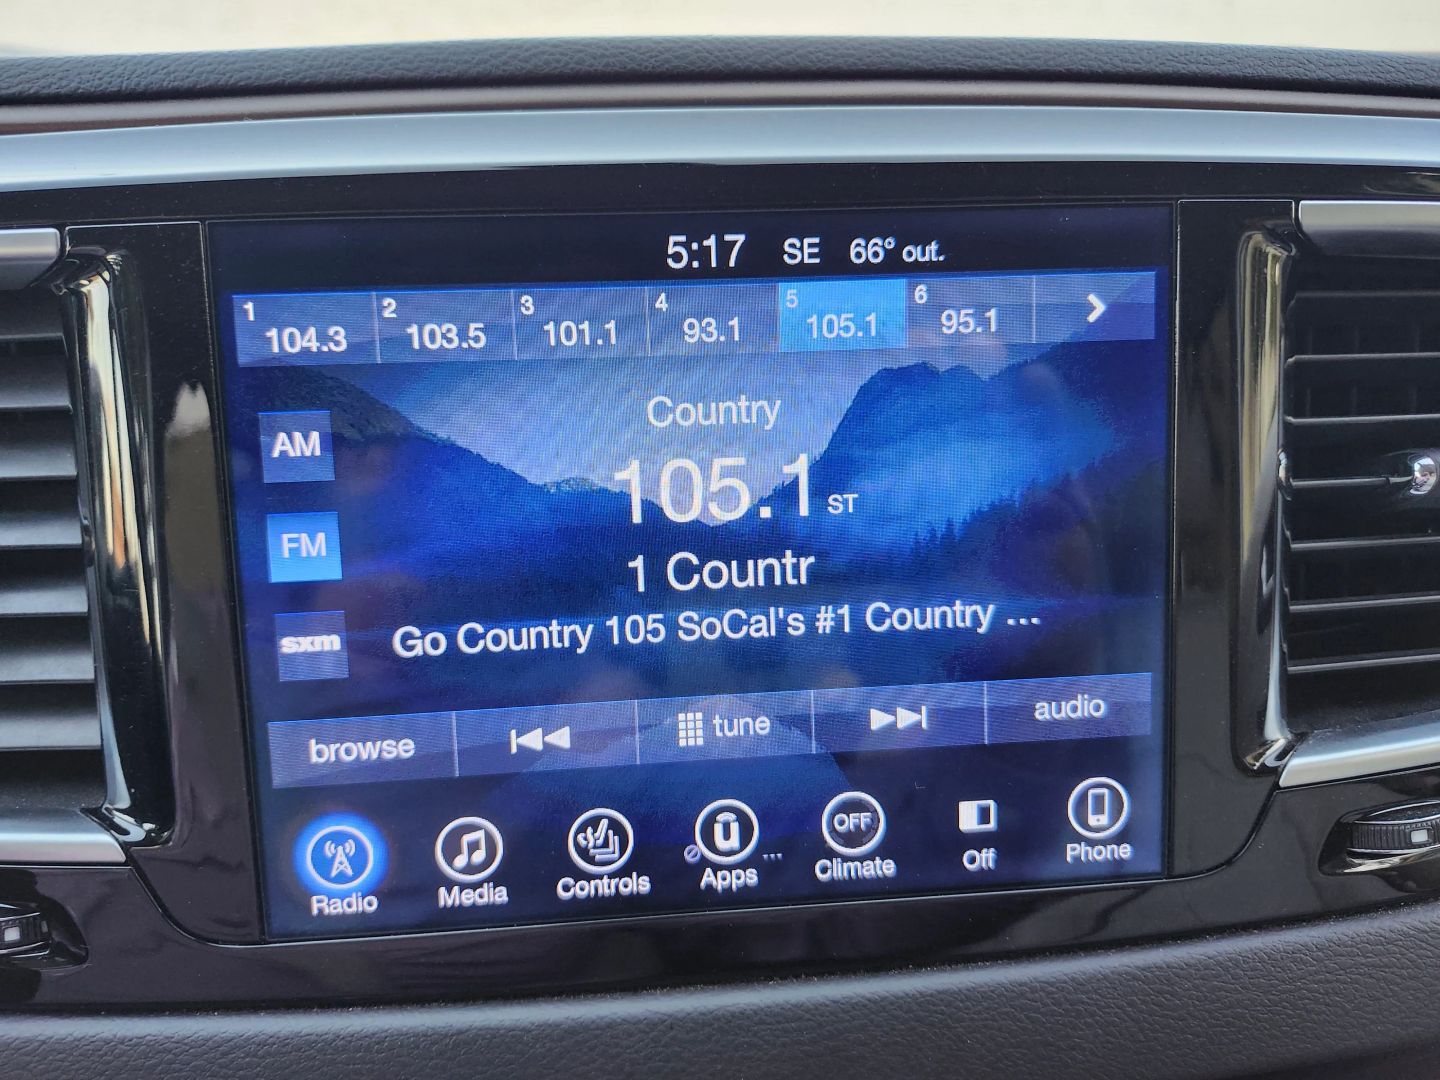 5:17 SE 66° out.
1 2 3 4 5 6
104.3 103.5 101.1 93.1 105.1 95.1
Country
AM
105.1 ST
FM
1 Countr
Go Country 105 SoCal's #1 Country ...
sxm
browse tune audio
OFF
Radio Media Controls Apps ... Climate Off Phone